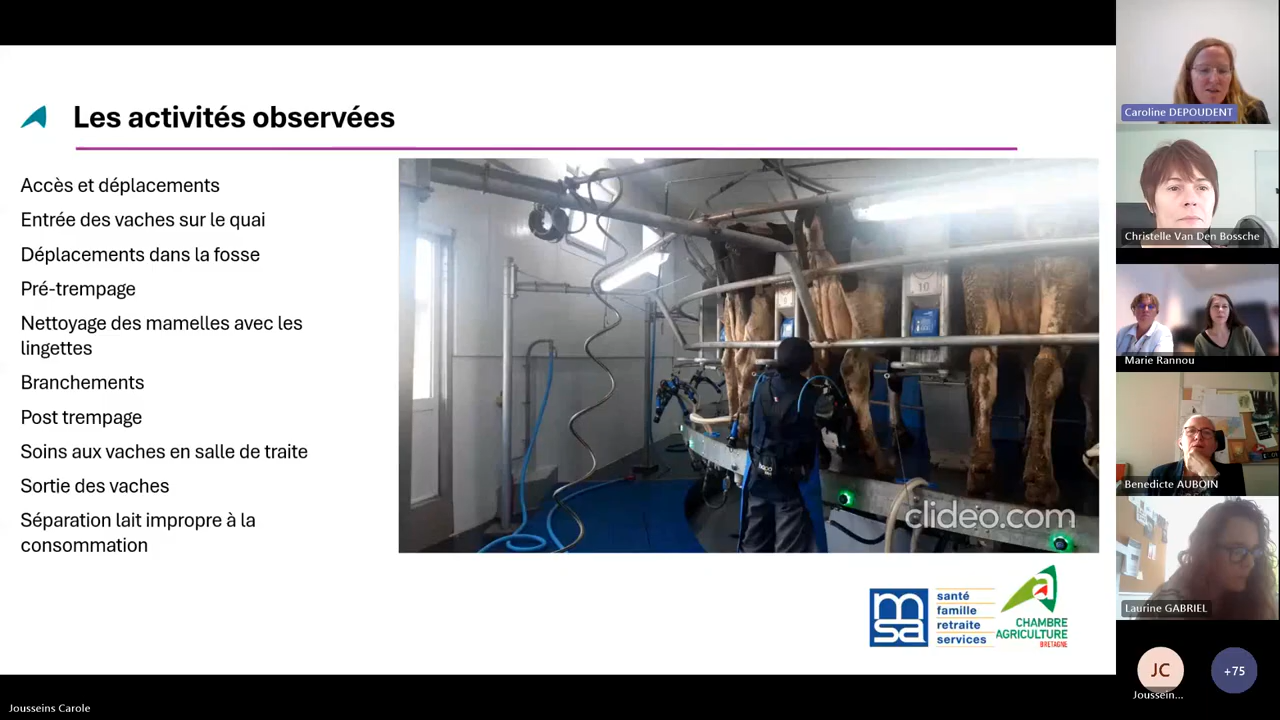 Les activités observées
Accès et déplacements
Entrée des vaches sur le quai
Déplacements dans la fosse
Pré-trempage
Nettoyage des mamelles avec les
lingettes
Branchements
Post trempage
Soins aux vaches en salle de traite
Sortie des vaches
Séparation lait impropre à la
consommation
10
clideo.com
msa
santé
famille
retraite
services
CHAMBRE
AGRICULTURE
BRETAGNE
Caroline DEPOUDENT
Christelle Van Den Bossche
Marie Rannou
Benedicte AUBOIN
Laurine GABRIEL
JC
Joussein...
+75
Jousseins Carole